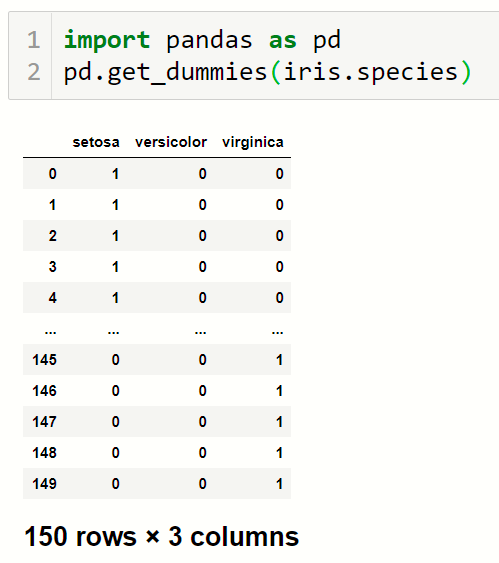 1 import pandas as pd
2 pd.get_dummies(iris.species)
setosa versicolor virginica
0 1 0 0
1 1 0 0
2 1 0 0
3 1 0 0
4 1 0 0
... ... ... ...
145 0 0 1
146 0 0 1
147 0 0 1
148 0 0 1
149 0 0 1
150 rows × 3 columns